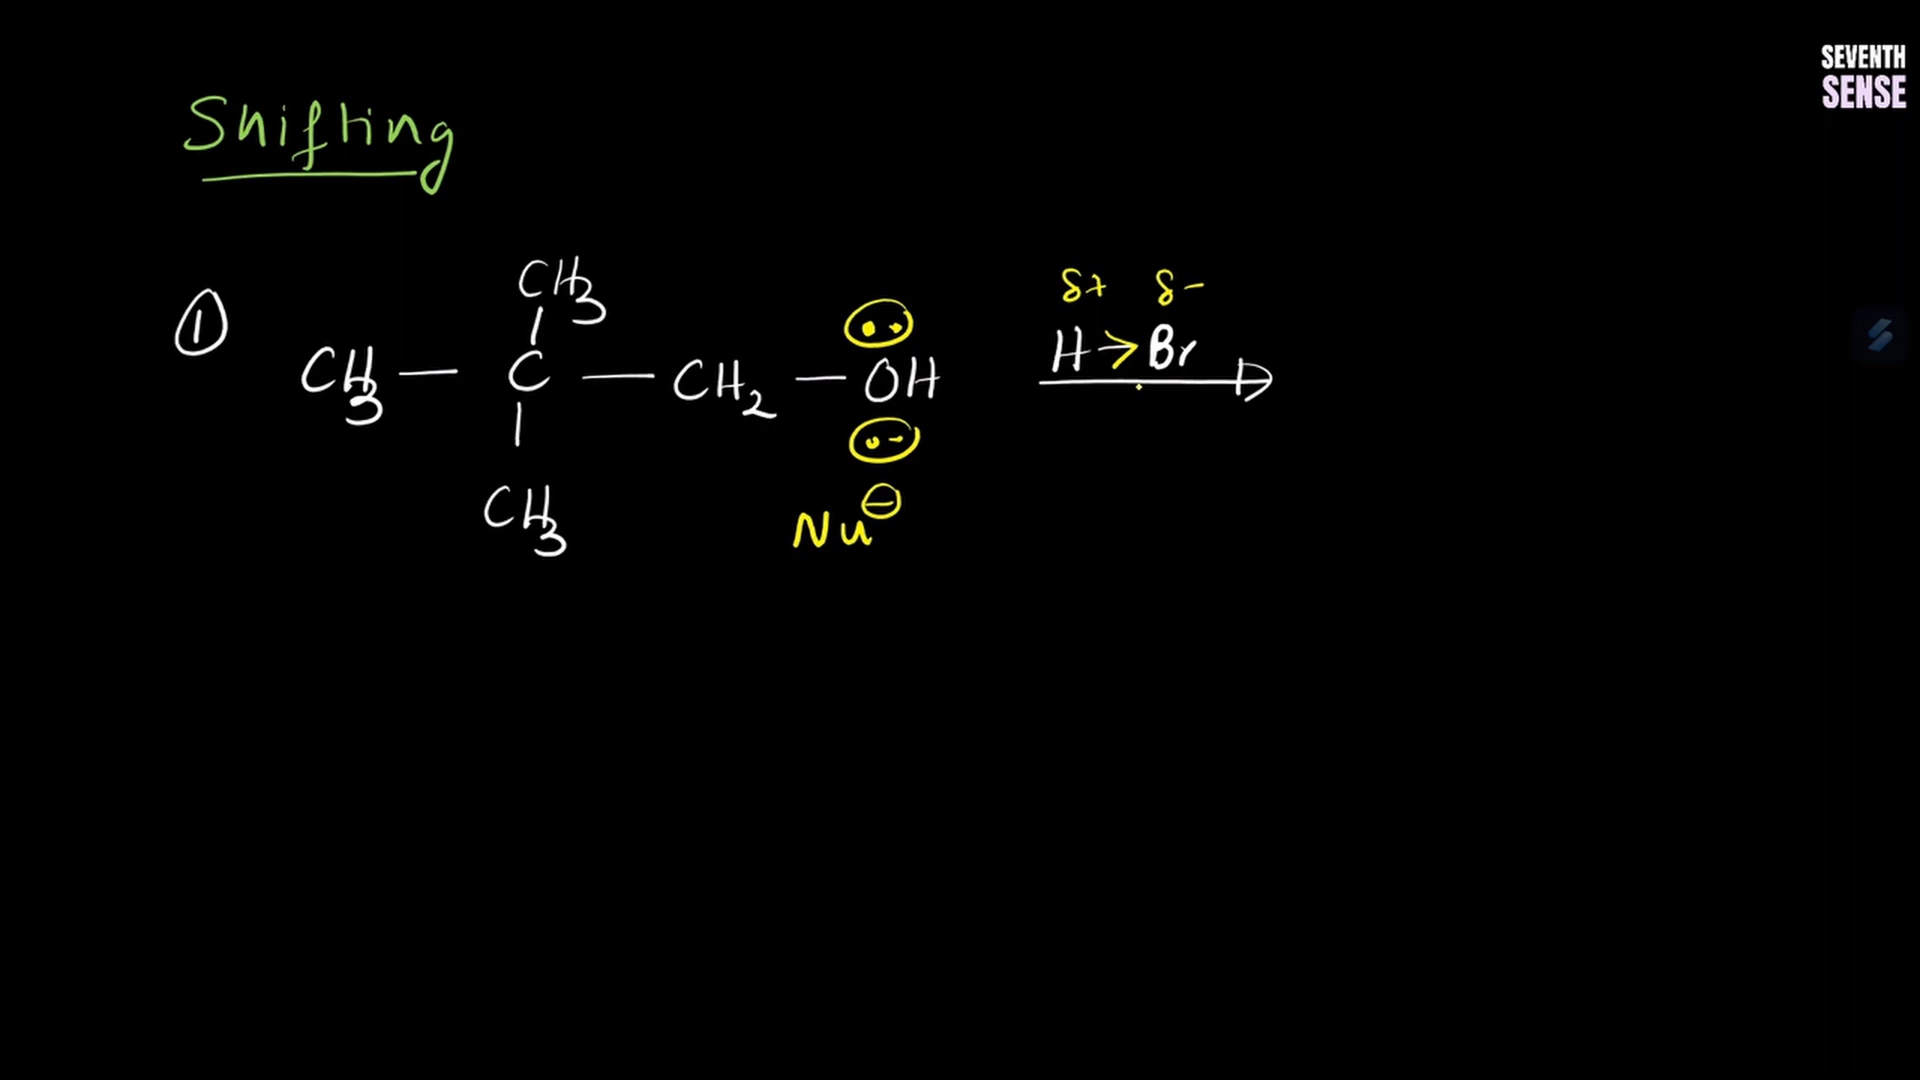 SEVENTH
SENSE
Shifting
① CH3 — C — CH2 — OH
CH3
CH3
δ+ δ-
H > Br
Nu⊖